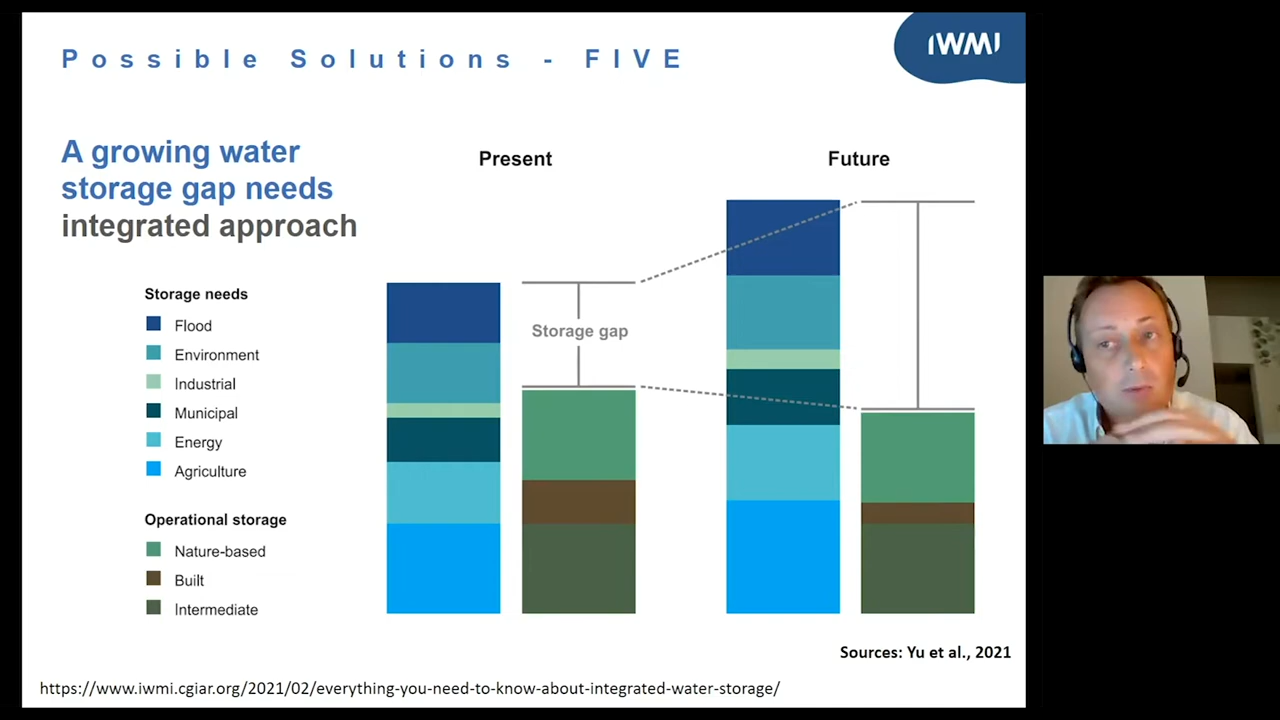 Possible Solutions - FIVE
IWMI
A growing water
storage gap needs
integrated approach
Present
Future
Storage needs
Flood
Environment
Industrial
Municipal
Energy
Agriculture
Operational storage
Nature-based
Built
Intermediate
Storage gap
Sources: Yu et al., 2021
https://www.iwmi.cgiar.org/2021/02/everything-you-need-to-know-about-integrated-water-storage/